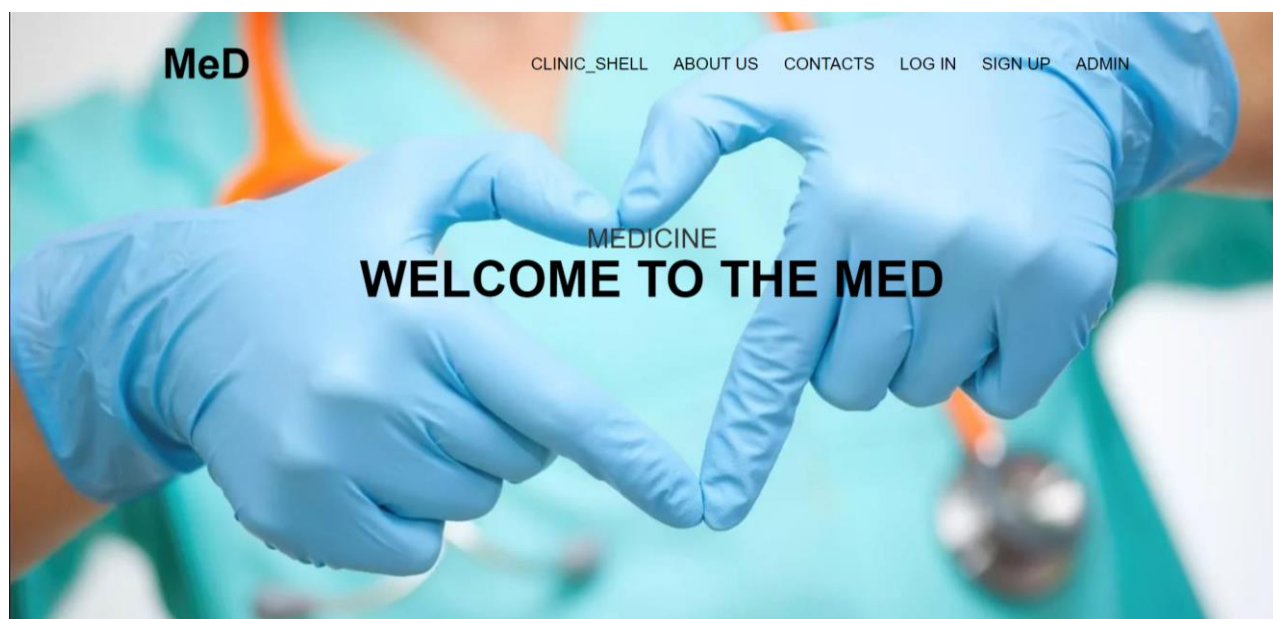 MeD
CLINIC_SHELL ABOUT US CONTACTS LOG IN SIGN UP ADMIN
MEDICINE
WELCOME TO THE MED